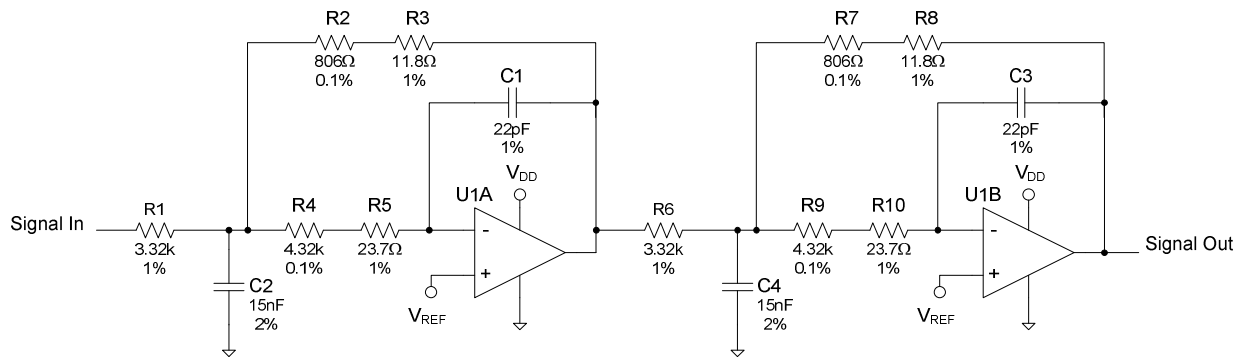 R2
806Ω
0.1%
R3
11.8Ω
1%
C1
22pF
1%
R7
806Ω
0.1%
R8
11.8Ω
1%
C3
22pF
1%
Signal In
R1
3.32k
1%
C2
15nF
2%
R4
4.32k
0.1%
R5
23.7Ω
1%
U1A
VDD
-
+
VREF
R6
3.32k
1%
C4
15nF
2%
R9
4.32k
0.1%
R10
23.7Ω
1%
U1B
VDD
-
+
VREF
Signal Out